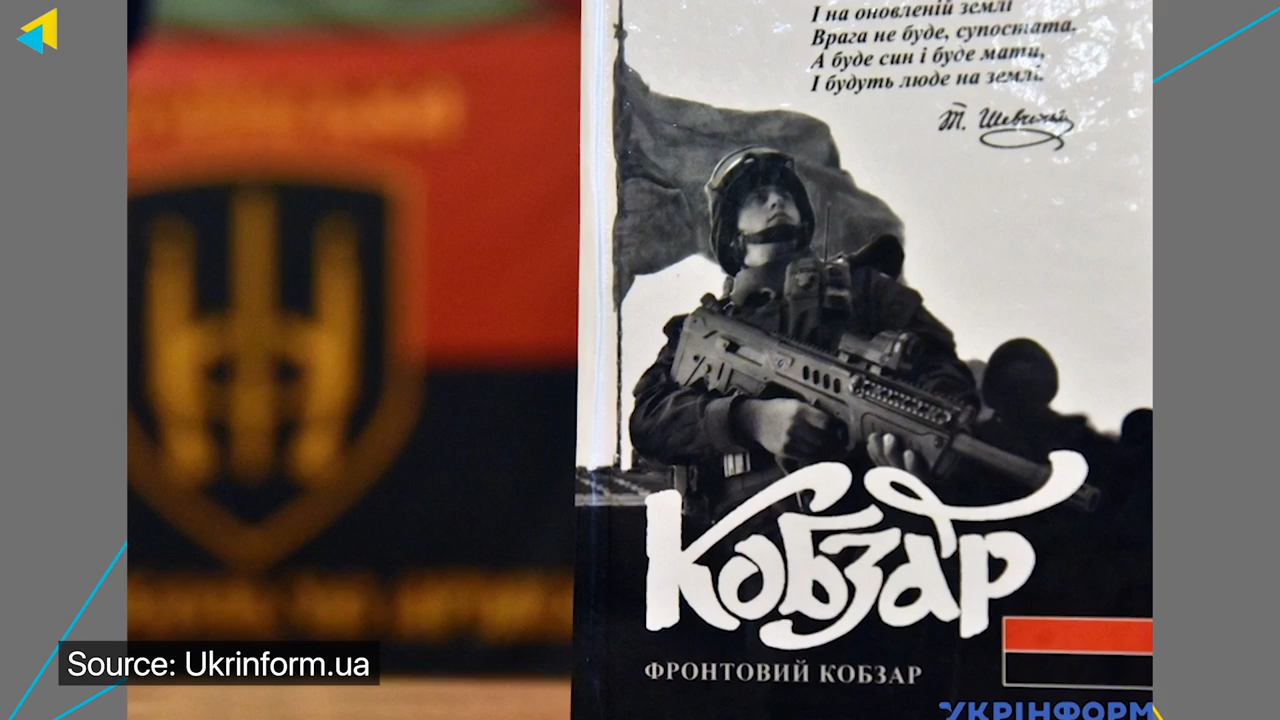 І на оновленій землі
Врага не буде, супостата.
А буде син і буде мати,
І будуть люде на землі.
Т. Шевченко
Кобзар
ФРОНТОВИЙ КОБЗАР
Source: Ukrinform.ua
УКРІНФОРМ